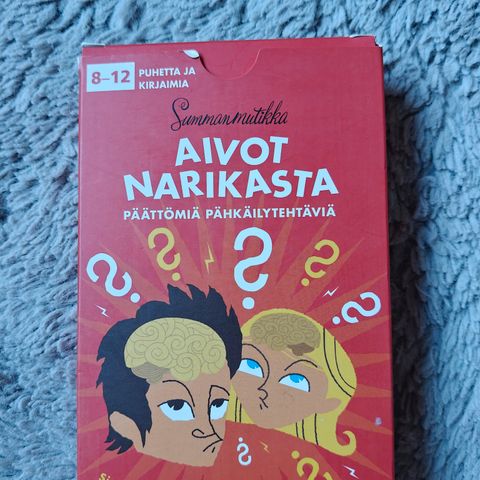 8–12
PUHETTA JA
KIRJAIMIA
Summanmutikka
AIVOT
NARIKASTA
PÄÄTTÖMIÄ PÄHKÄILYTEHTÄVIÄ